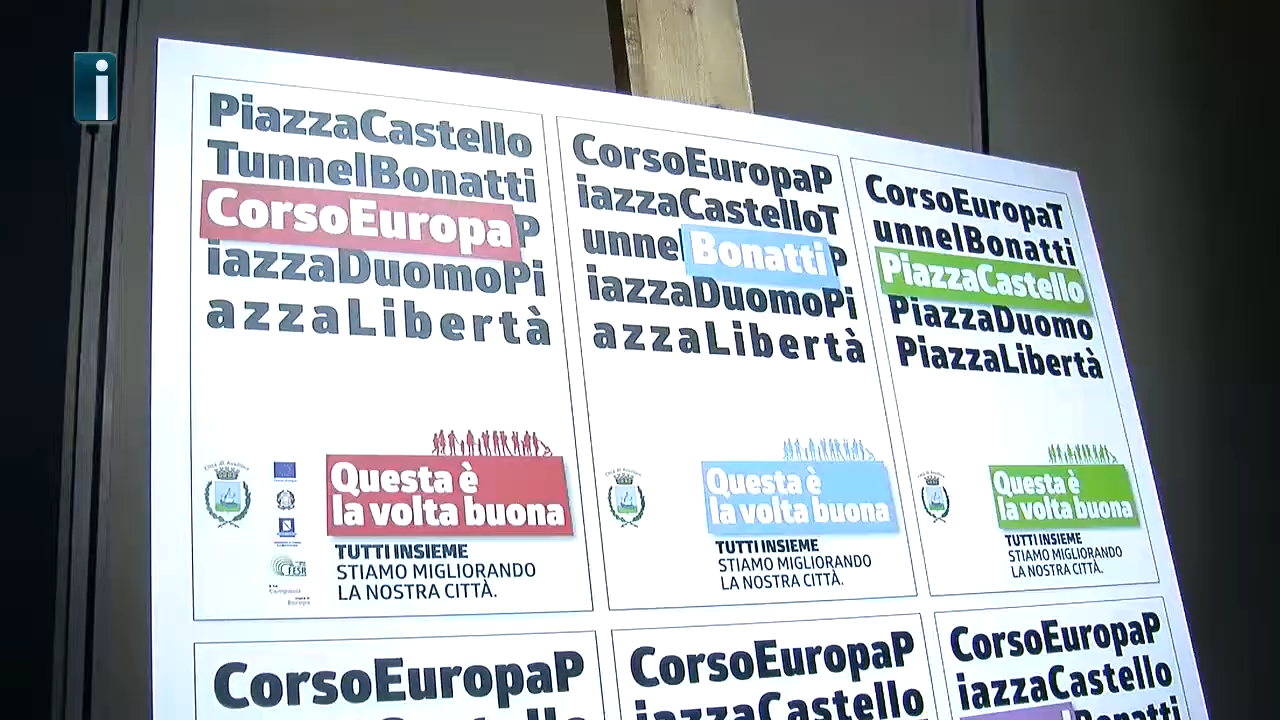 i
PiazzaCastello
TunnelBonatti
CorsoEuropaP
iazzaDuomoPi
azzaLibertà
Questa è
la volta buona
TUTTI INSIEME
STIAMO MIGLIORANDO
LA NOSTRA CITTÀ.
CorsoEuropaP
iazzaCastelloT
unnelBonattiP
iazzaDuomoPi
azzaLibertà
Questa è
la volta buona
TUTTI INSIEME
STIAMO MIGLIORANDO
LA NOSTRA CITTÀ.
CorsoEuropaT
unnelBonatti
PiazzaCastello
PiazzaDuomo
PiazzaLibertà
Questa è
la volta buona
TUTTI INSIEME
STIAMO MIGLIORANDO
LA NOSTRA CITTÀ.
CorsoEuropaP
CorsoEuropaP
iazzaCastello
CorsoEuropaP
iazzaCastello
Bonatti